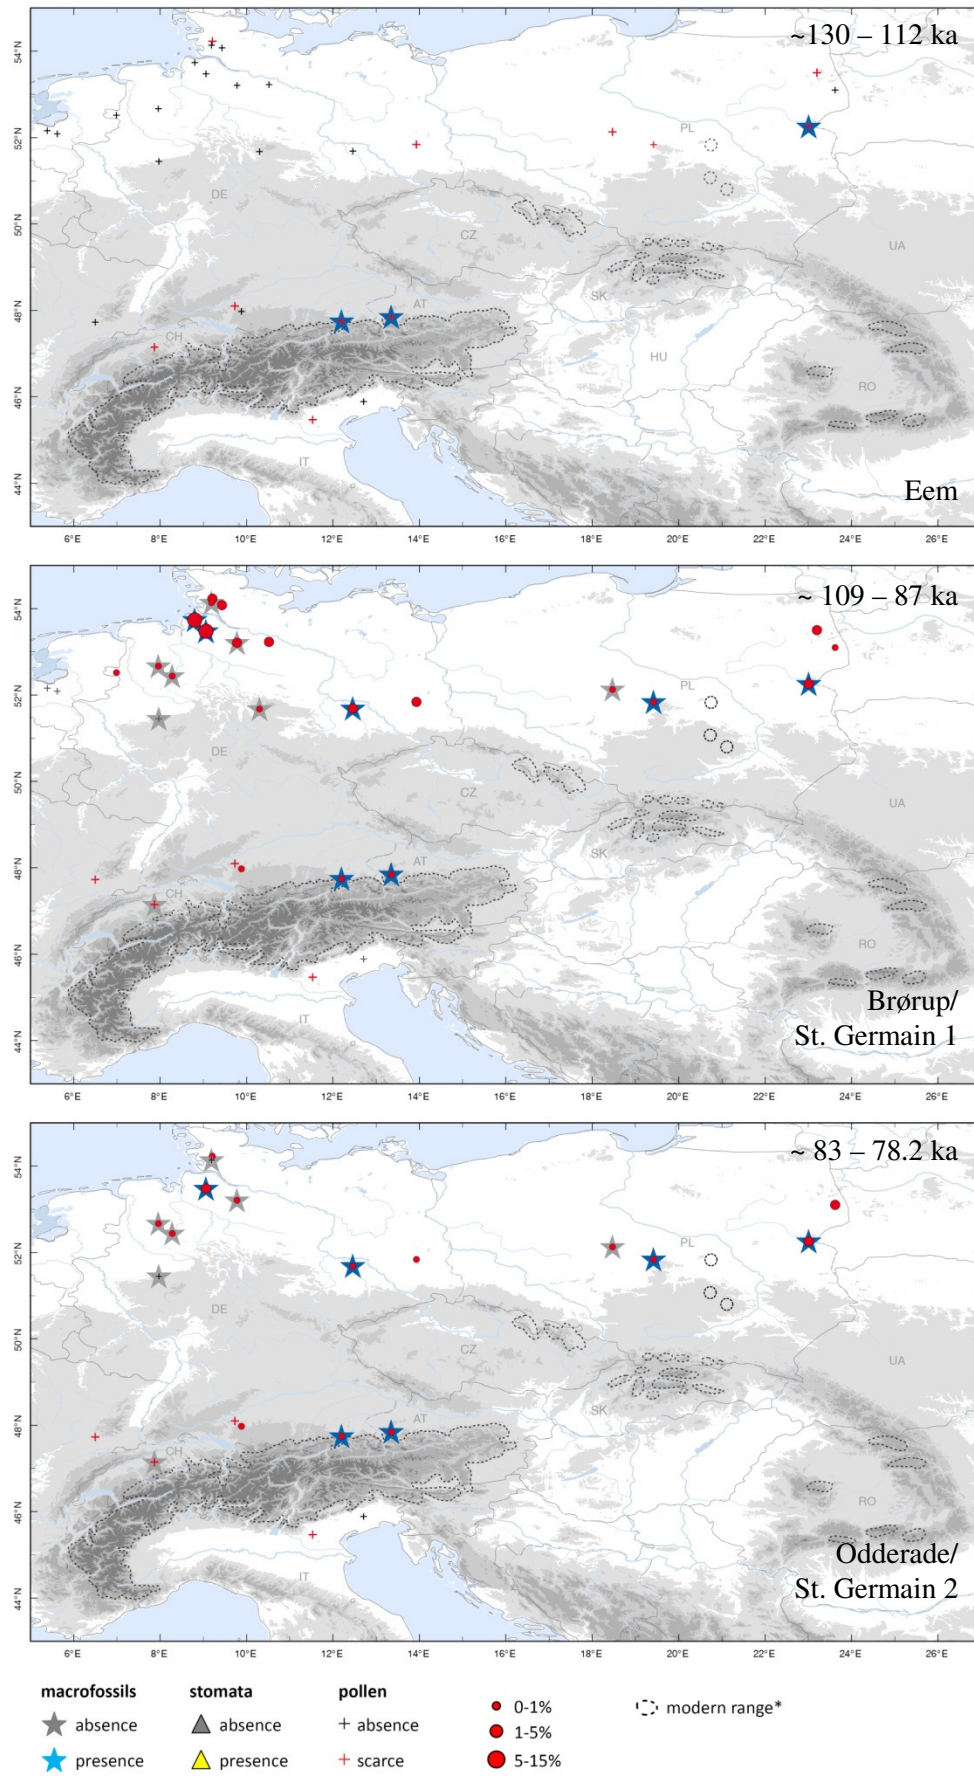 ~130 – 112 ka
54°N
52°N
50°N
48°N
46°N
44°N
PL
DE
CZ
UA
SK
AT
CH
HU
RO
IT
Eem
6°E 8°E 10°E 12°E 14°E 16°E 18°E 20°E 22°E 24°E 26°E
~ 109 – 87 ka
54°N
52°N
50°N
48°N
46°N
44°N
PL
DE
CZ
UA
SK
AT
CH
RO
IT
Brørup/
St. Germain 1
6°E 8°E 10°E 12°E 14°E 16°E 18°E 20°E 22°E 24°E 26°E
~ 83 – 78.2 ka
54°N
52°N
50°N
48°N
46°N
44°N
PL
DE
CZ
UA
SK
AT
CH
RO
IT
Odderade/
St. Germain 2
6°E 8°E 10°E 12°E 14°E 16°E 18°E 20°E 22°E 24°E 26°E
macrofossils stomata pollen
absence absence absence 0-1% modern range*
1-5%
presence presence scarce 5-15%